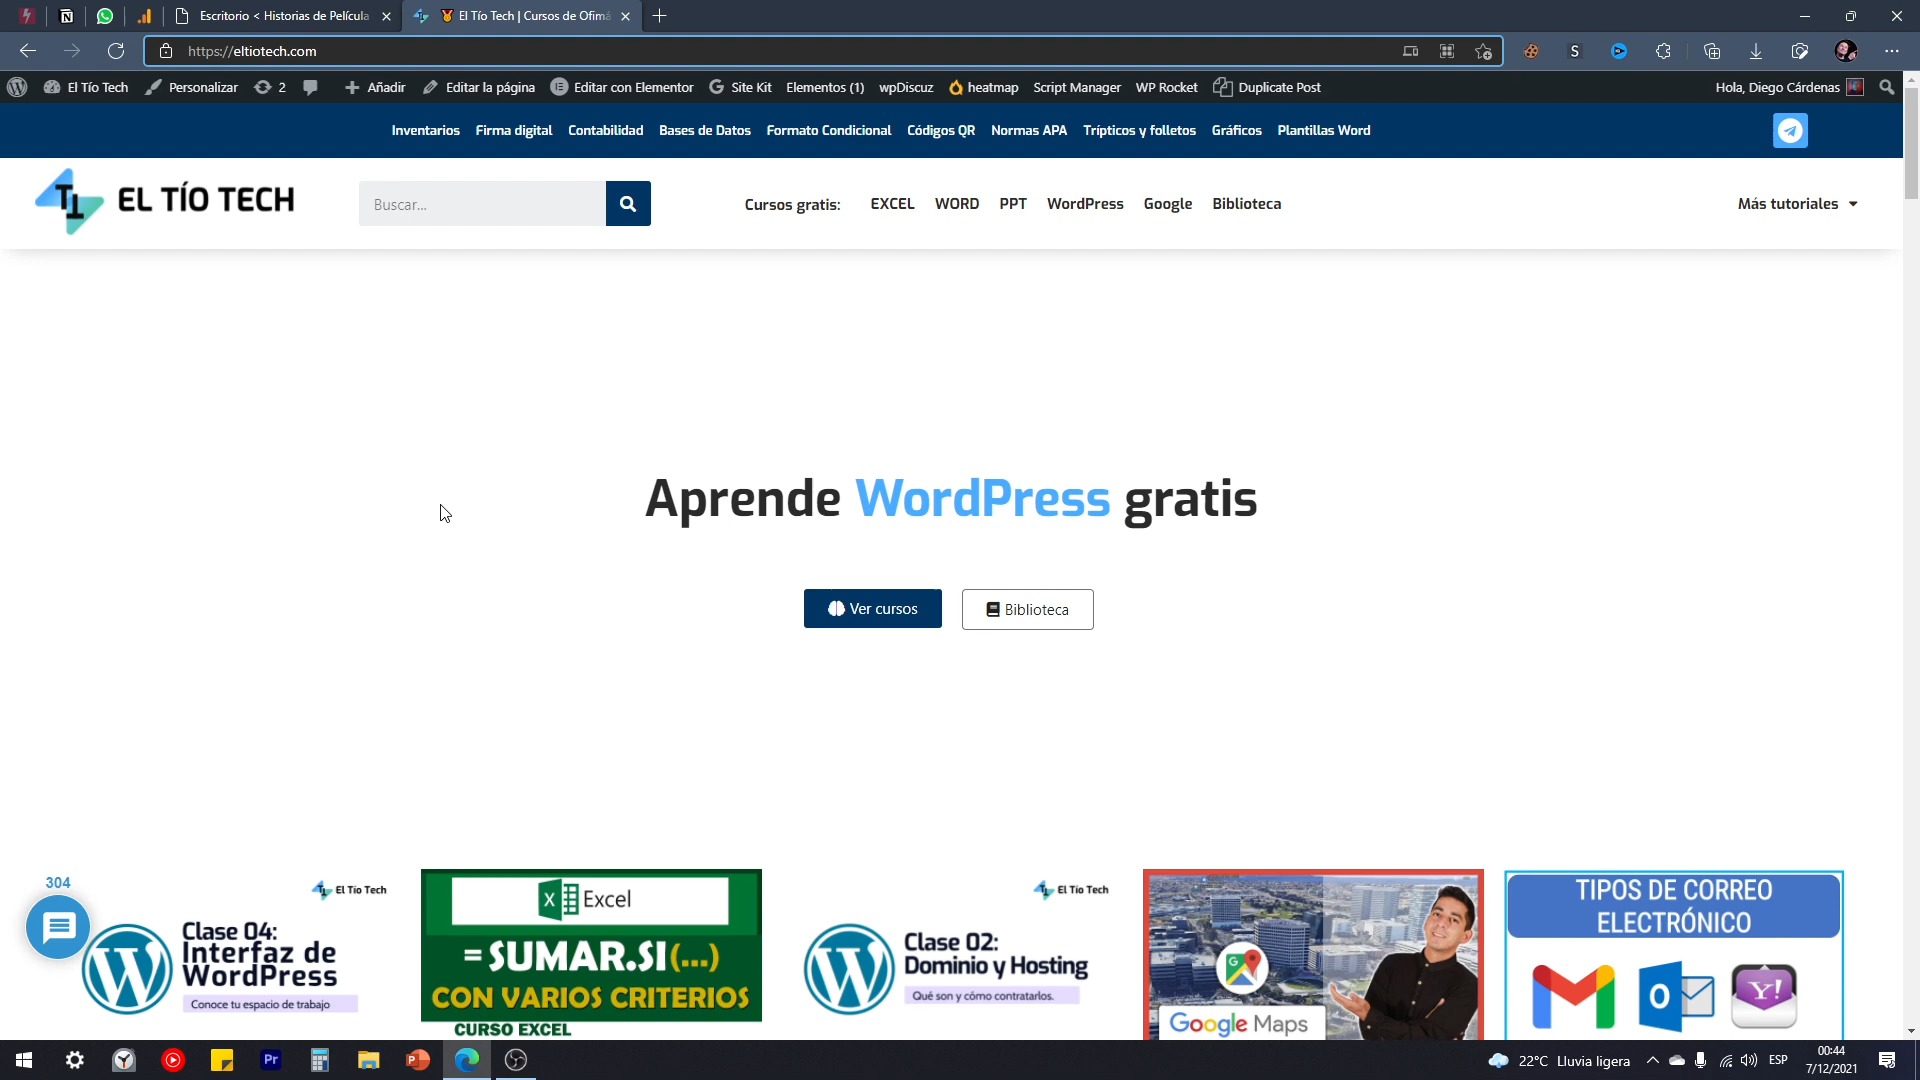 Escritorio < Historias de Película
El Tío Tech | Cursos de Ofimá
https://eltiotech.com
El Tío Tech
Personalizar
2
Añadir
Editar la página
Editar con Elementor
Site Kit
Elementos (1)
wpDiscuz
heatmap
Script Manager
WP Rocket
Duplicate Post
Hola, Diego Cárdenas
Inventarios
Firma digital
Contabilidad
Bases de Datos
Formato Condicional
Códigos QR
Normas APA
Trípticos y folletos
Gráficos
Plantillas Word
EL TÍO TECH
Buscar...
Cursos gratis:
EXCEL
WORD
PPT
WordPress
Google
Biblioteca
Más tutoriales
Aprende WordPress gratis
Ver cursos
Biblioteca
304
El Tío Tech
Clase 04:
Interfaz de
WordPress
Conoce tu espacio de trabajo
Excel
=SUMAR.SI(...)
CON VARIOS CRITERIOS
CURSO EXCEL
El Tío Tech
Clase 02:
Dominio y Hosting
Qué son y cómo contratarlos.
Google Maps
TIPOS DE CORREO
ELECTRÓNICO
22°C Lluvia ligera
ESP
00:44
7/12/2021